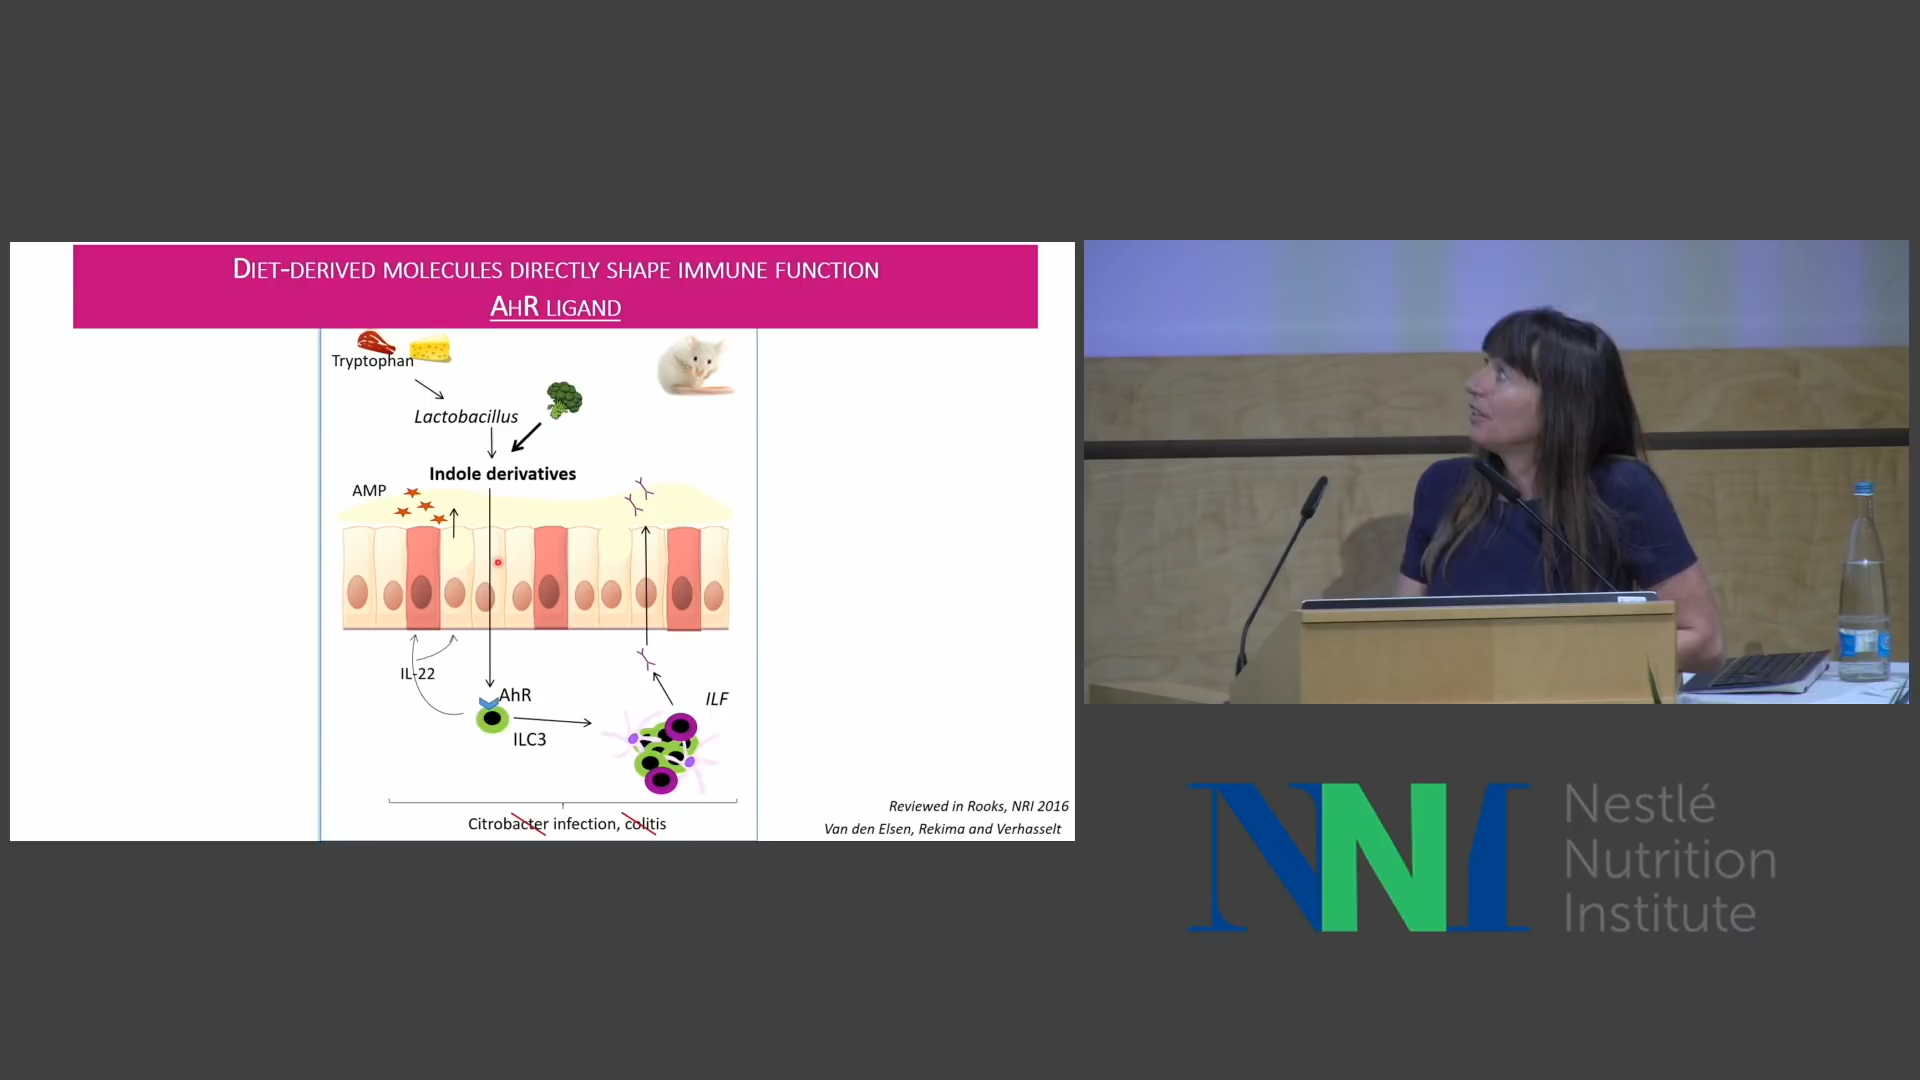 DIET-DERIVED MOLECULES DIRECTLY SHAPE IMMUNE FUNCTION
AHR LIGAND
Tryptophan
Lactobacillus
Indole derivatives
AMP
IL-22
AhR
ILC3
ILF
Citrobacter infection, colitis
Reviewed in Rooks, NRI 2016
Van den Elsen, Rekima and Verhasselt
NNI
Nestlé
Nutrition
Institute